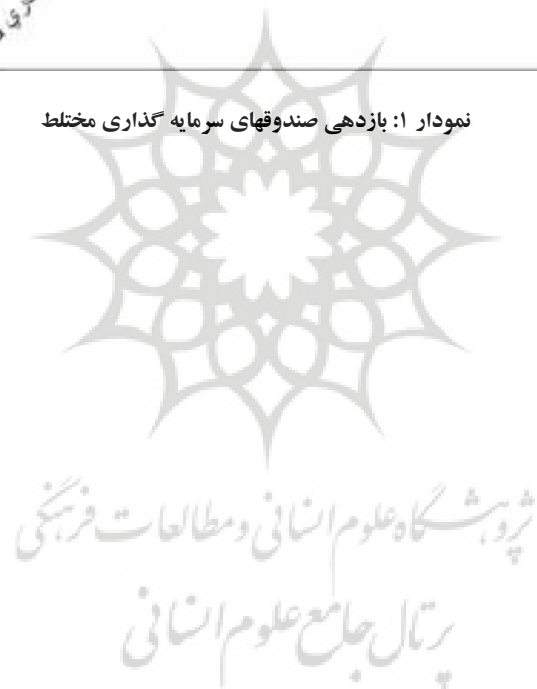 نمودار ۱: بازدهی صندوقهای سرمایه گذاری مختلط
پژوهشگاه علوم انسانی و مطالعات فرهنگی
پرتال جامع علوم انسانی